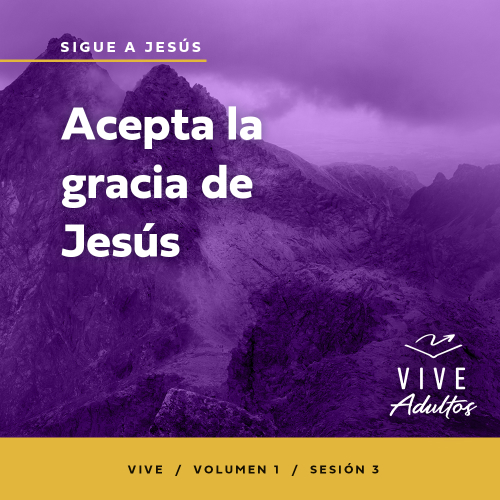 SIGUE A JESÚS
Acepta la
gracia de
Jesús
VIVE
Adultos
VIVE / VOLUMEN 1 / SESIÓN 3